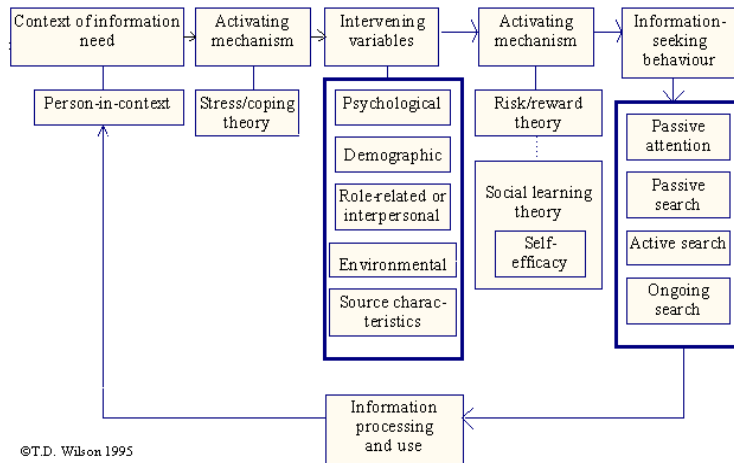 Context of information
need
Activating
mechanism
Intervening
variables
Activating
mechanism
Information-
seeking
behaviour
Person-in-context
Stress/coping
theory
Psychological
Demographic
Role-related or
interpersonal
Environmental
Source charac-
teristics
Risk/reward
theory
Social learning
theory
Self-
efficacy
Passive
attention
Passive
search
Active search
Ongoing
search
Information
processing
and use
©T.D. Wilson 1995